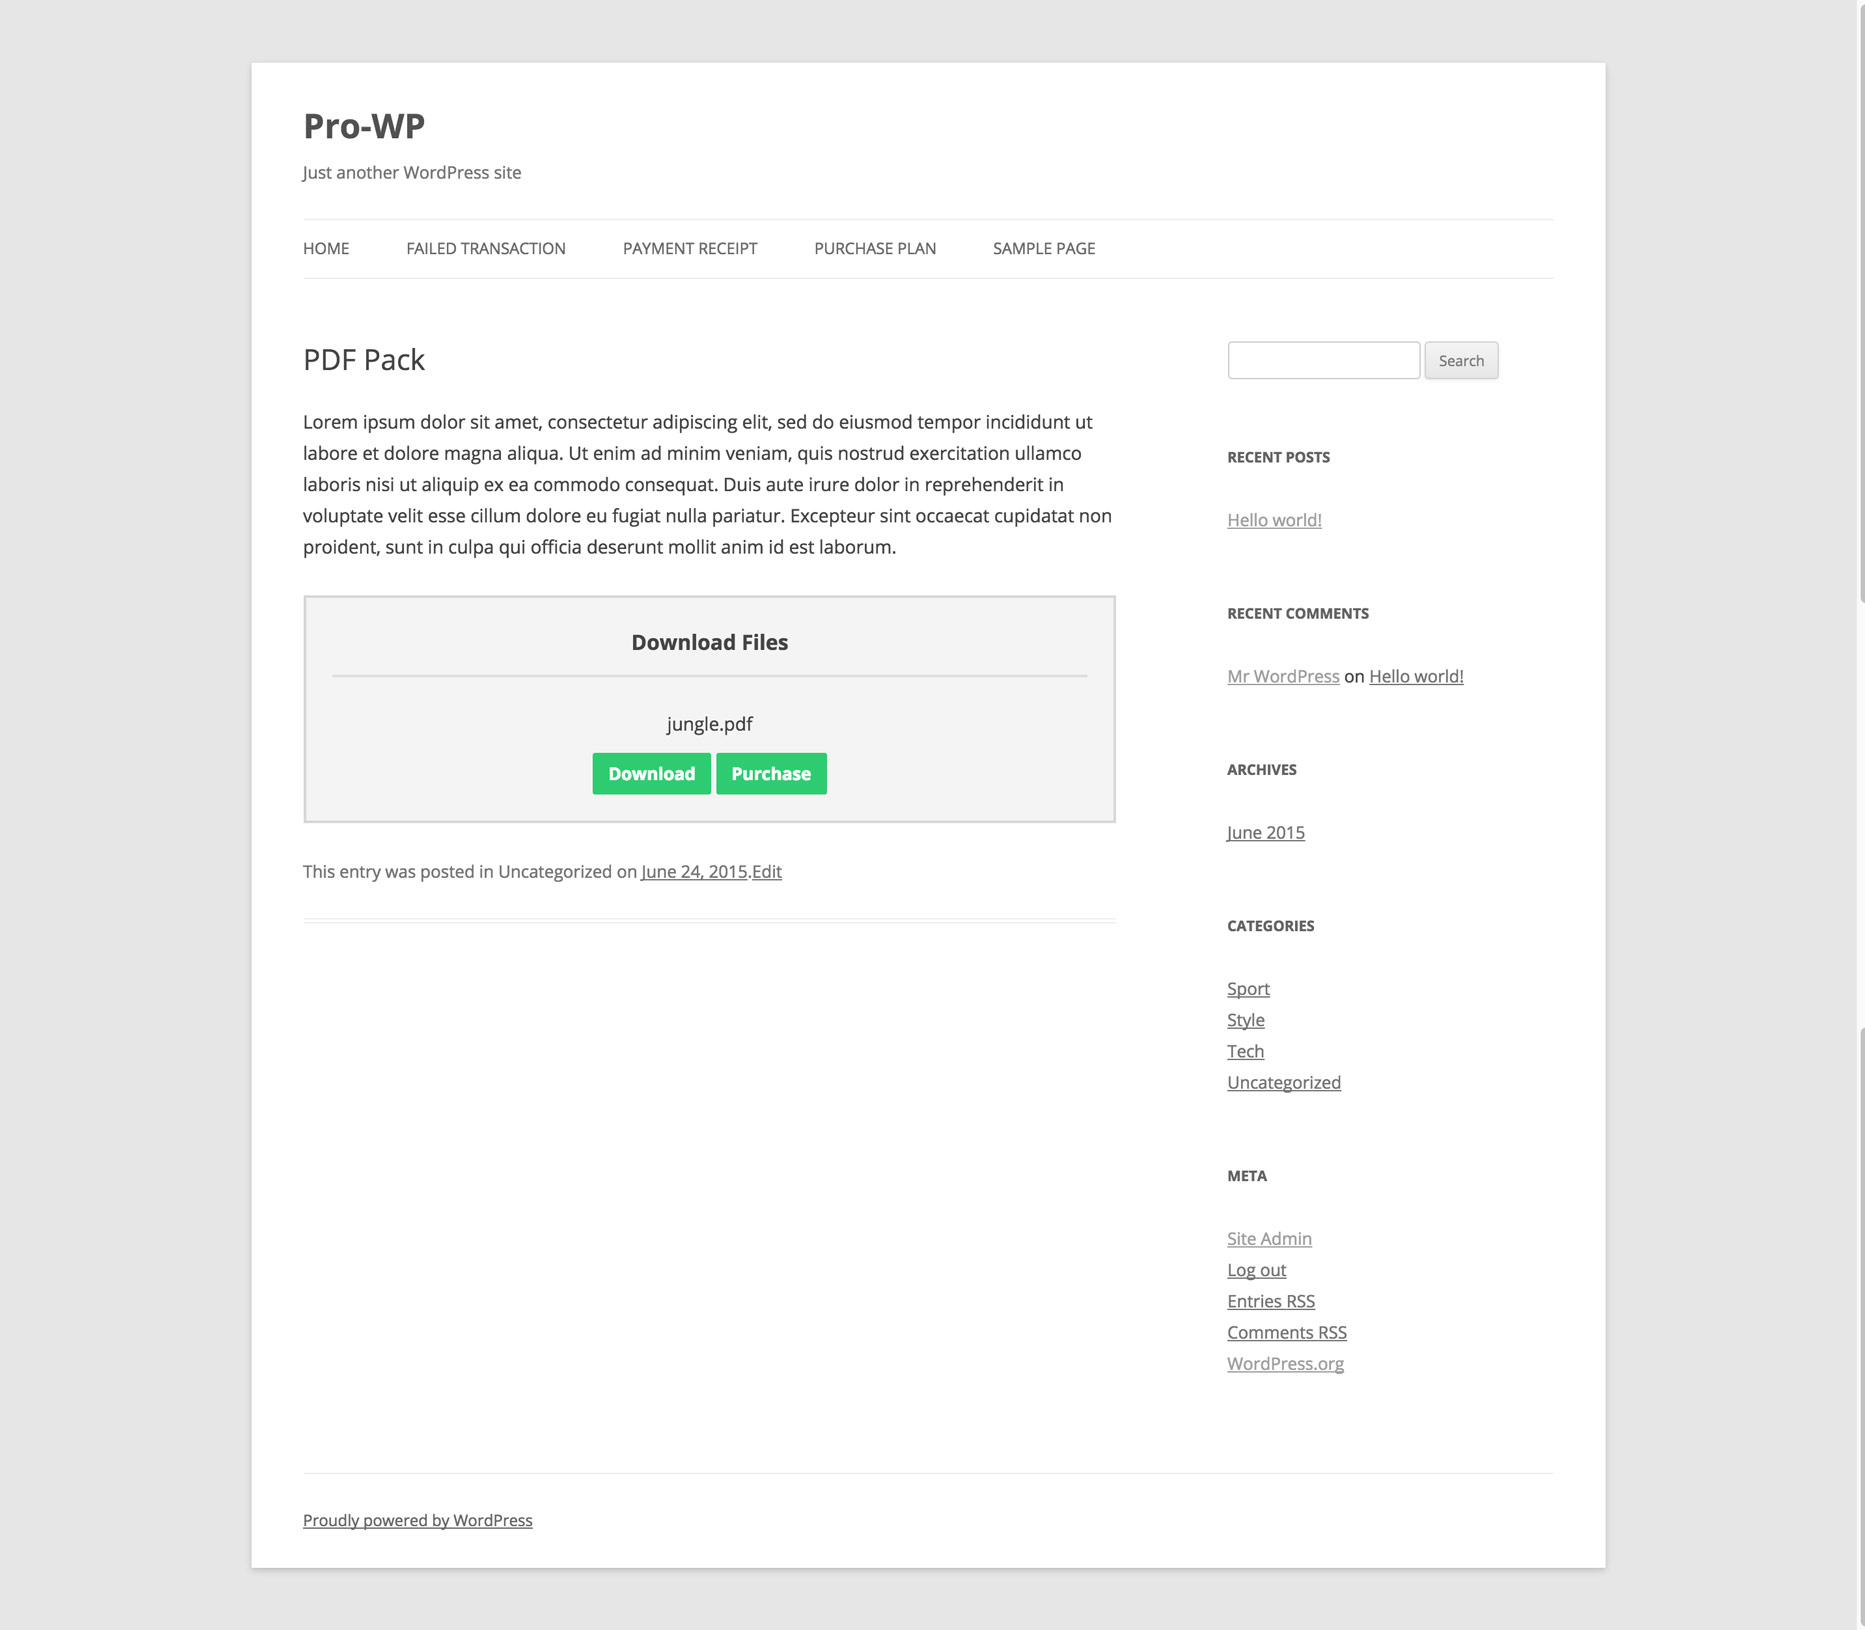 Pro-WP
Just another WordPress site
HOME FAILED TRANSACTION PAYMENT RECEIPT PURCHASE PLAN SAMPLE PAGE
PDF Pack
Lorem ipsum dolor sit amet, consectetur adipiscing elit, sed do eiusmod tempor incididunt ut
labore et dolore magna aliqua. Ut enim ad minim veniam, quis nostrud exercitation ullamco
laboris nisi ut aliquip ex ea commodo consequat. Duis aute irure dolor in reprehenderit in
voluptate velit esse cillum dolore eu fugiat nulla pariatur. Excepteur sint occaecat cupidatat non
proident, sunt in culpa qui officia deserunt mollit anim id est laborum.
Download Files
jungle.pdf
Download Purchase
This entry was posted in Uncategorized on June 24, 2015.Edit
Search
RECENT POSTS
Hello world!
RECENT COMMENTS
Mr WordPress on Hello world!
ARCHIVES
June 2015
CATEGORIES
Sport
Style
Tech
Uncategorized
META
Site Admin
Log out
Entries RSS
Comments RSS
WordPress.org
Proudly powered by WordPress